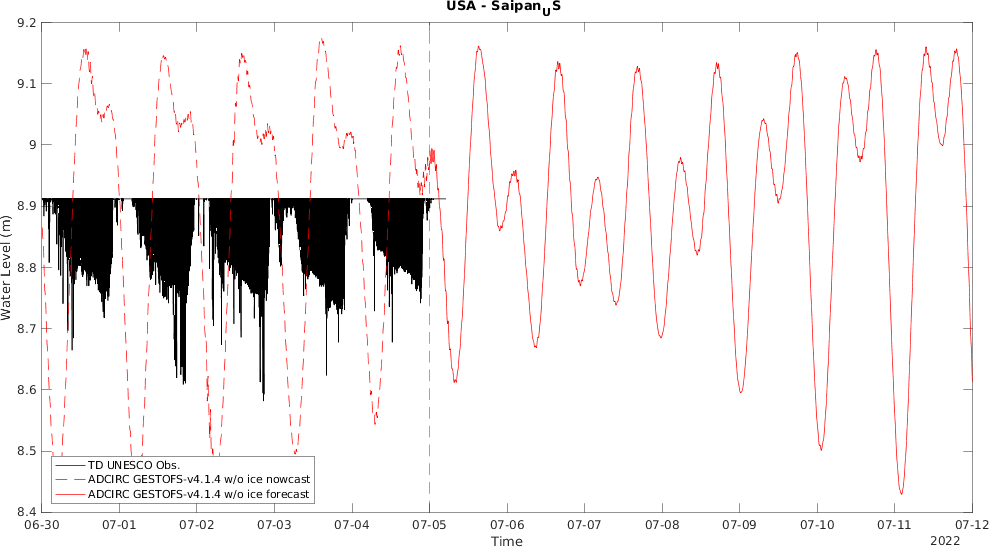 USA - SaipanUS
9.2
9.1
9
8.9
8.8
8.7
8.6
8.5
8.4
Water Level (m)
TD UNESCO Obs.
ADCIRC GESTOFS-v4.1.4 w/o ice nowcast
ADCIRC GESTOFS-v4.1.4 w/o ice forecast
06-30 07-01 07-02 07-03 07-04 07-05 07-06 07-07 07-08 07-09 07-10 07-11 07-12
Time
2022